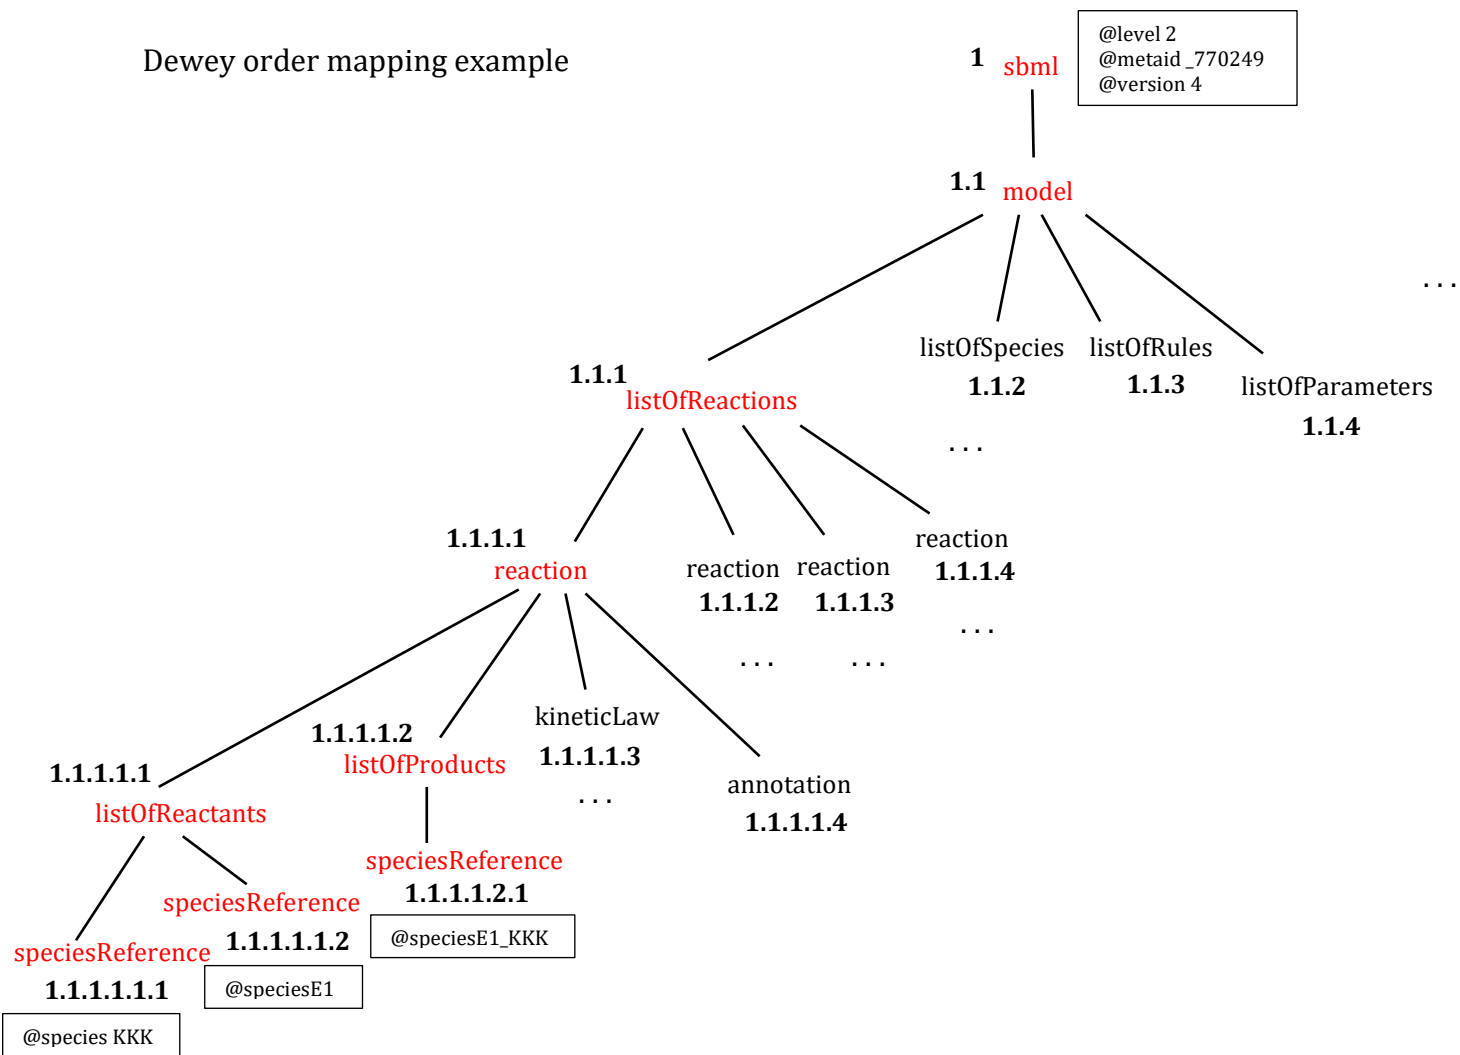 Dewey order mapping example
1
sbml
@level 2
@metaid _770249
@version 4
1.1
model
. . .
listOfSpecies
1.1.2
listOfRules
1.1.3
listOfParameters
1.1.4
1.1.1
listOfReactions
. . .
1.1.1.1
reaction
reaction
1.1.1.2
reaction
1.1.1.3
reaction
1.1.1.4
. . .
. . .
. . .
1.1.1.1.1
listOfReactants
1.1.1.1.2
listOfProducts
kineticLaw
1.1.1.1.3
. . .
annotation
1.1.1.1.4
speciesReference
1.1.1.1.2.1
@speciesE1_KKK
speciesReference
1.1.1.1.1.2
@speciesE1
speciesReference
1.1.1.1.1.1
@species KKK